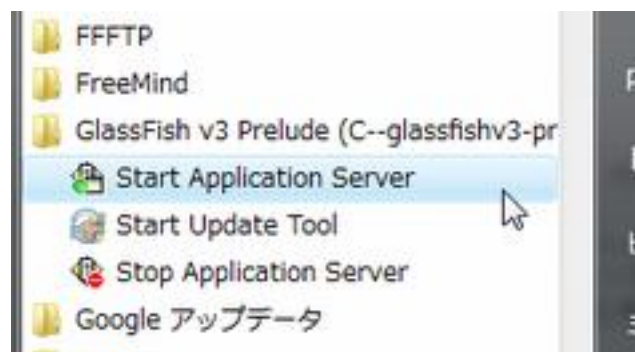 FFFTP
FreeMind
GlassFish v3 Prelude (C--glassfishv3-pr
Start Application Server
Start Update Tool
Stop Application Server
Google アップデータ